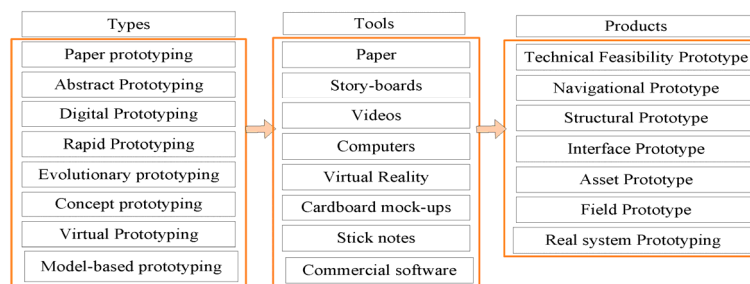 Types
Paper prototyping
Abstract Prototyping
Digital Prototyping
Rapid Prototyping
Evolutionary prototyping
Concept prototyping
Virtual Prototyping
Model-based prototyping
Tools
Paper
Story-boards
Videos
Computers
Virtual Reality
Cardboard mock-ups
Stick notes
Commercial software
Products
Technical Feasibility Prototype
Navigational Prototype
Structural Prototype
Interface Prototype
Asset Prototype
Field Prototype
Real system Prototyping